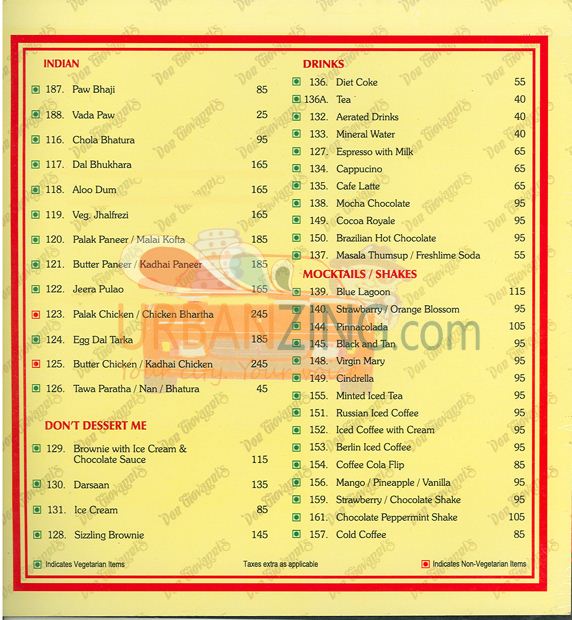 INDIAN
187. Paw Bhaji 85
188. Vada Paw 25
116. Chola Bhatura 95
117. Dal Bhukhara 165
118. Aloo Dum 165
119. Veg. Jhalfrezi 165
120. Palak Paneer / Malai Kofta 185
121. Butter Paneer / Kadhai Paneer 185
122. Jeera Pulao 165
123. Palak Chicken / Chicken Bhartha 245
124. Egg Dal Tarka 185
125. Butter Chicken / Kadhai Chicken 245
126. Tawa Paratha / Nan / Bhatura 45
DON'T DESSERT ME
129. Brownie with Ice Cream &
Chocolate Sauce 115
130. Darsaan 135
131. Ice Cream 85
128. Sizzling Brownie 145
DRINKS
136. Diet Coke 55
136A. Tea 40
132. Aerated Drinks 40
133. Mineral Water 40
127. Espresso with Milk 65
134. Cappucino 65
135. Cafe Latte 65
138. Mocha Chocolate 95
149. Cocoa Royale 95
150. Brazilian Hot Chocolate 95
137. Masala Thumsup / Freshlime Soda 55
MOCKTAILS / SHAKES
139. Blue Lagoon 115
140. Strawberry / Orange Blossom 95
144. Pinnacolada 105
145. Black and Tan 95
148. Virgin Mary 95
149. Cindrella 95
155. Minted Iced Tea 95
151. Russian Iced Coffee 95
152. Iced Coffee with Cream 95
153. Berlin Iced Coffee 95
154. Coffee Cola Flip 85
156. Mango / Pineapple / Vanilla 95
159. Strawberry / Chocolate Shake 95
161. Chocolate Peppermint Shake 105
157. Cold Coffee 85
Indicates Vegetarian Items Taxes extra as applicable Indicates Non-Vegetarian Items
URBANZING.com